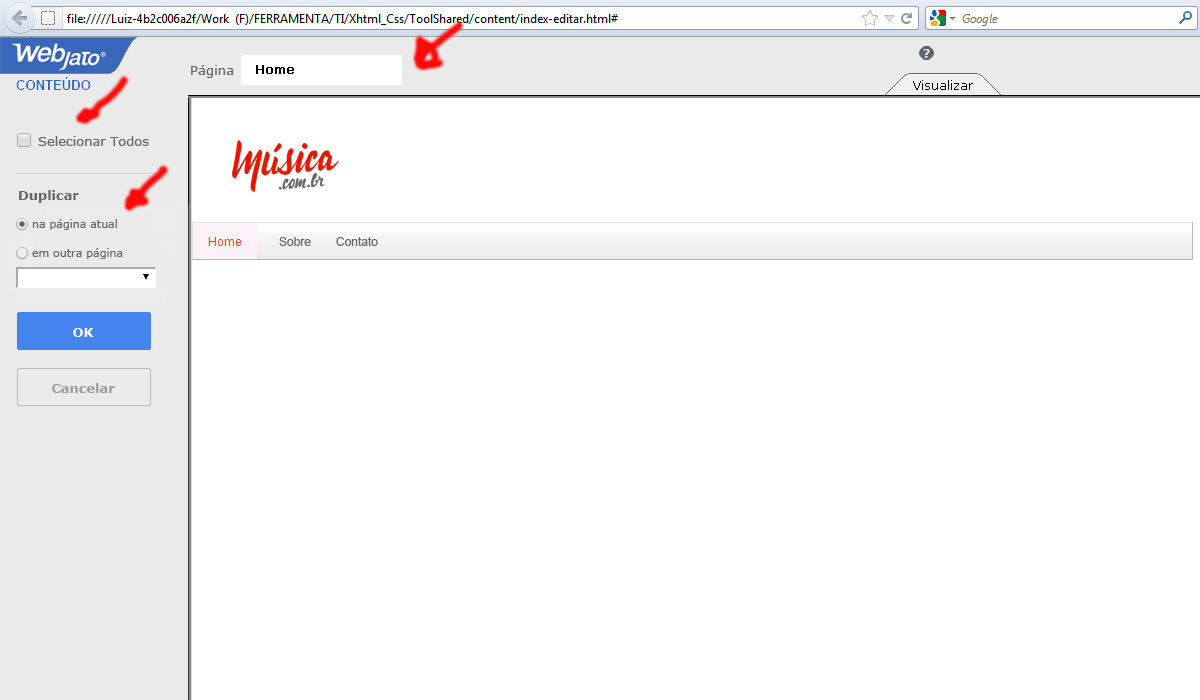 file://///Luiz-4b2c006a2f/Work (F)/FERRAMENTA/TI/Xhtml_Css/ToolShared/content/index-editar.html#
Google
Webjato®
CONTEÚDO
Página
Home
?
Visualizar
Selecionar Todos
Duplicar
na página atual
em outra página
OK
Cancelar
Música
.com.br
Home Sobre Contato